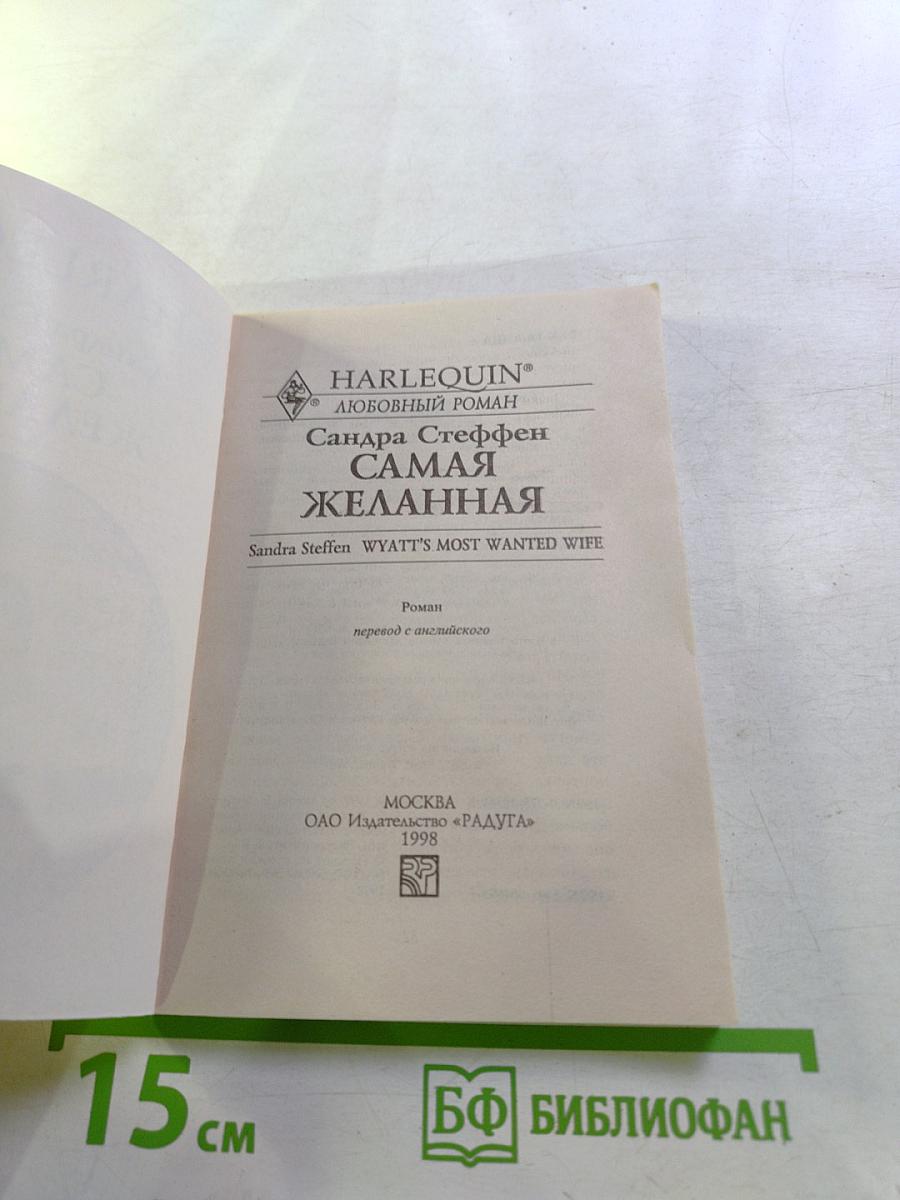 HARLEQUIN®
® ЛЮБОВНЫЙ РОМАН
Сандра Стеффен
САМАЯ
ЖЕЛАННАЯ
Sandra Steffen WYATT'S MOST WANTED WIFE
Роман
перевод с английского
МОСКВА
ОАО Издательство «РАДУГА»
1998
15 см
БФ БИБЛИОФАН